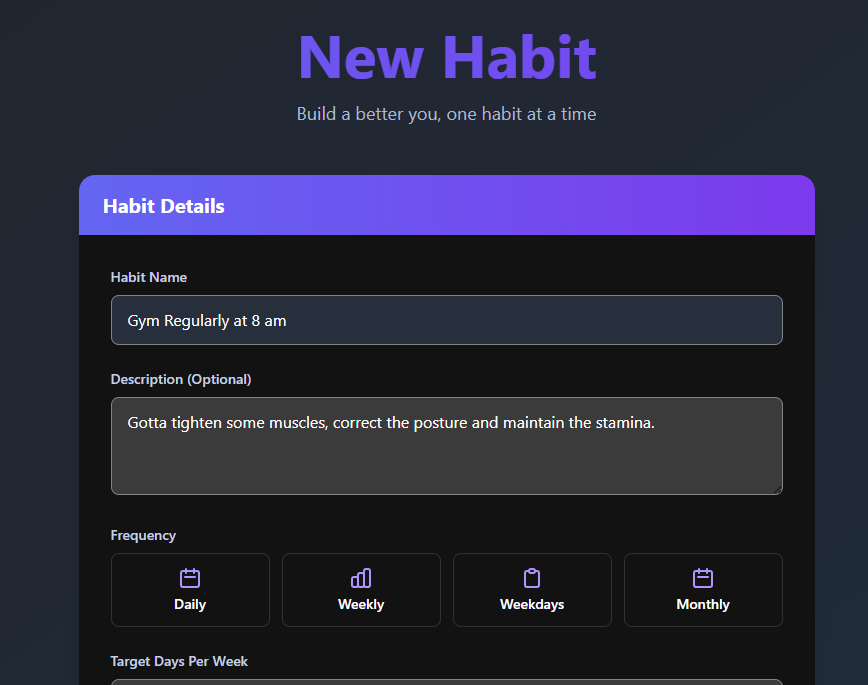 New Habit
Build a better you, one habit at a time
Habit Details
Habit Name
Gym Regularly at 8 am
Description (Optional)
Gotta tighten some muscles, correct the posture and maintain the stamina.
Frequency
Daily
Weekly
Weekdays
Monthly
Target Days Per Week